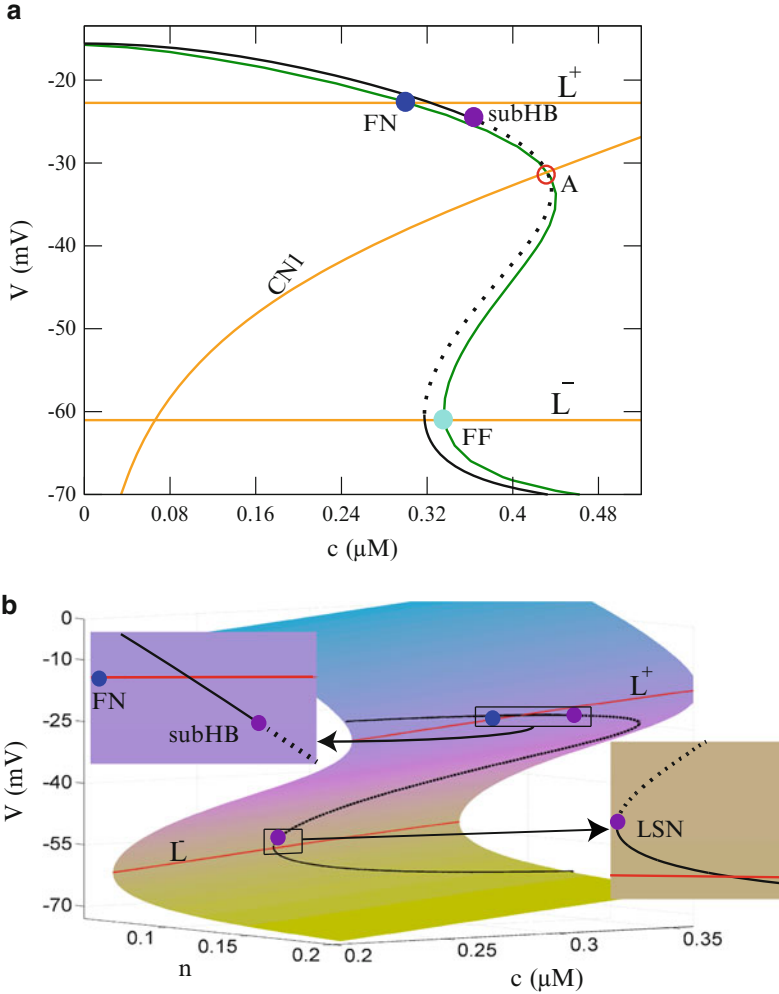 a
-20
-30
-40
-50
-60
-70
V (mV)
L+
FN
subHB
A
CN1
L-
FF
0 0.08 0.16 0.24 0.32 0.4 0.48
c (μM)
b
0
-10
-25
-40
-55
-70
V (mV)
FN
subHB
L+
L-
LSN
0.1 0.15 0.2
n
0.2 0.25 0.3 0.35
c (μM)